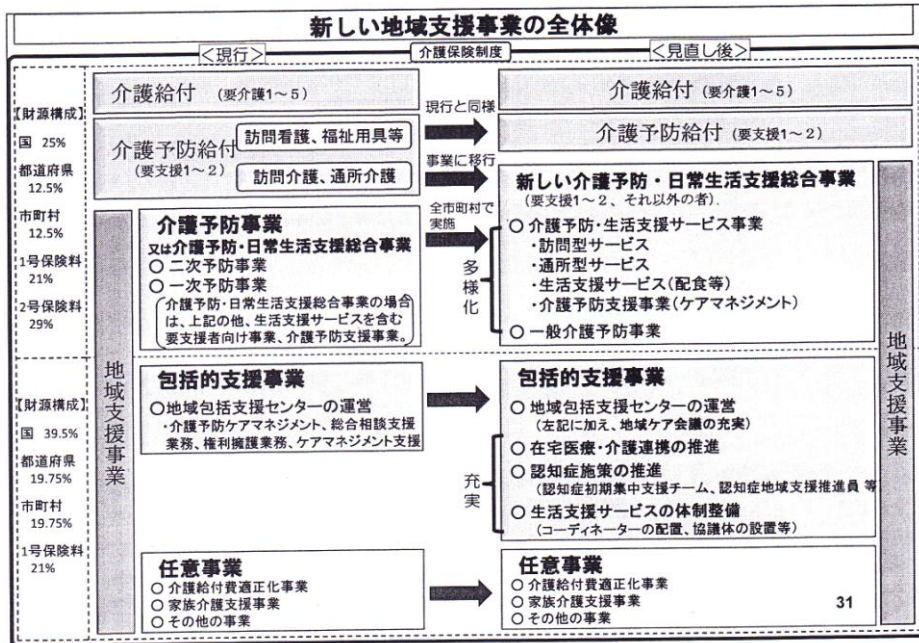 新しい地域支援事業の全体像
＜現行＞
介護保険制度
＜見直し後＞
【財源構成】
国 25%
都道府県
12.5%
市町村
12.5%
1号保険料
21%
2号保険料
29%
介護給付 （要介護1～5）
現行と同様
介護給付（要介護1～5）
介護予防給付
（要支援1～2）
訪問看護、福祉用具等
訪問介護、通所介護
事業に移行
介護予防給付（要支援1～2）
地域支援事業
介護予防事業
又は介護予防・日常生活支援総合事業
○ 二次予防事業
○ 一次予防事業
介護予防・日常生活支援総合事業の場合
は、上記の他、生活支援サービスを含む
要支援者向け事業、介護予防支援事業。
全市町村で
実施
多様化
新しい介護予防・日常生活支援総合事業
（要支援1～2、それ以外の者）
○ 介護予防・生活支援サービス事業
・訪問型サービス
・通所型サービス
・生活支援サービス（配食等）
・介護予防支援事業（ケアマネジメント）
○ 一般介護予防事業
地域支援事業
【財源構成】
国 39.5%
都道府県
19.75%
市町村
19.75%
1号保険料
21%
包括的支援事業
○地域包括支援センターの運営
・介護予防ケアマネジメント、総合相談支援
業務、権利擁護業務、ケアマネジメント支援
充実
包括的支援事業
○ 地域包括支援センターの運営
（左記に加え、地域ケア会議の充実）
○ 在宅医療・介護連携の推進
○ 認知症施策の推進
（認知症初期集中支援チーム、認知症地域支援推進員 等
○ 生活支援サービスの体制整備
（コーディネーターの配置、協議体の設置等）
任意事業
○ 介護給付費適正化事業
○ 家族介護支援事業
○ その他の事業
任意事業
○ 介護給付費適正化事業
○ 家族介護支援事業
○ その他の事業
31